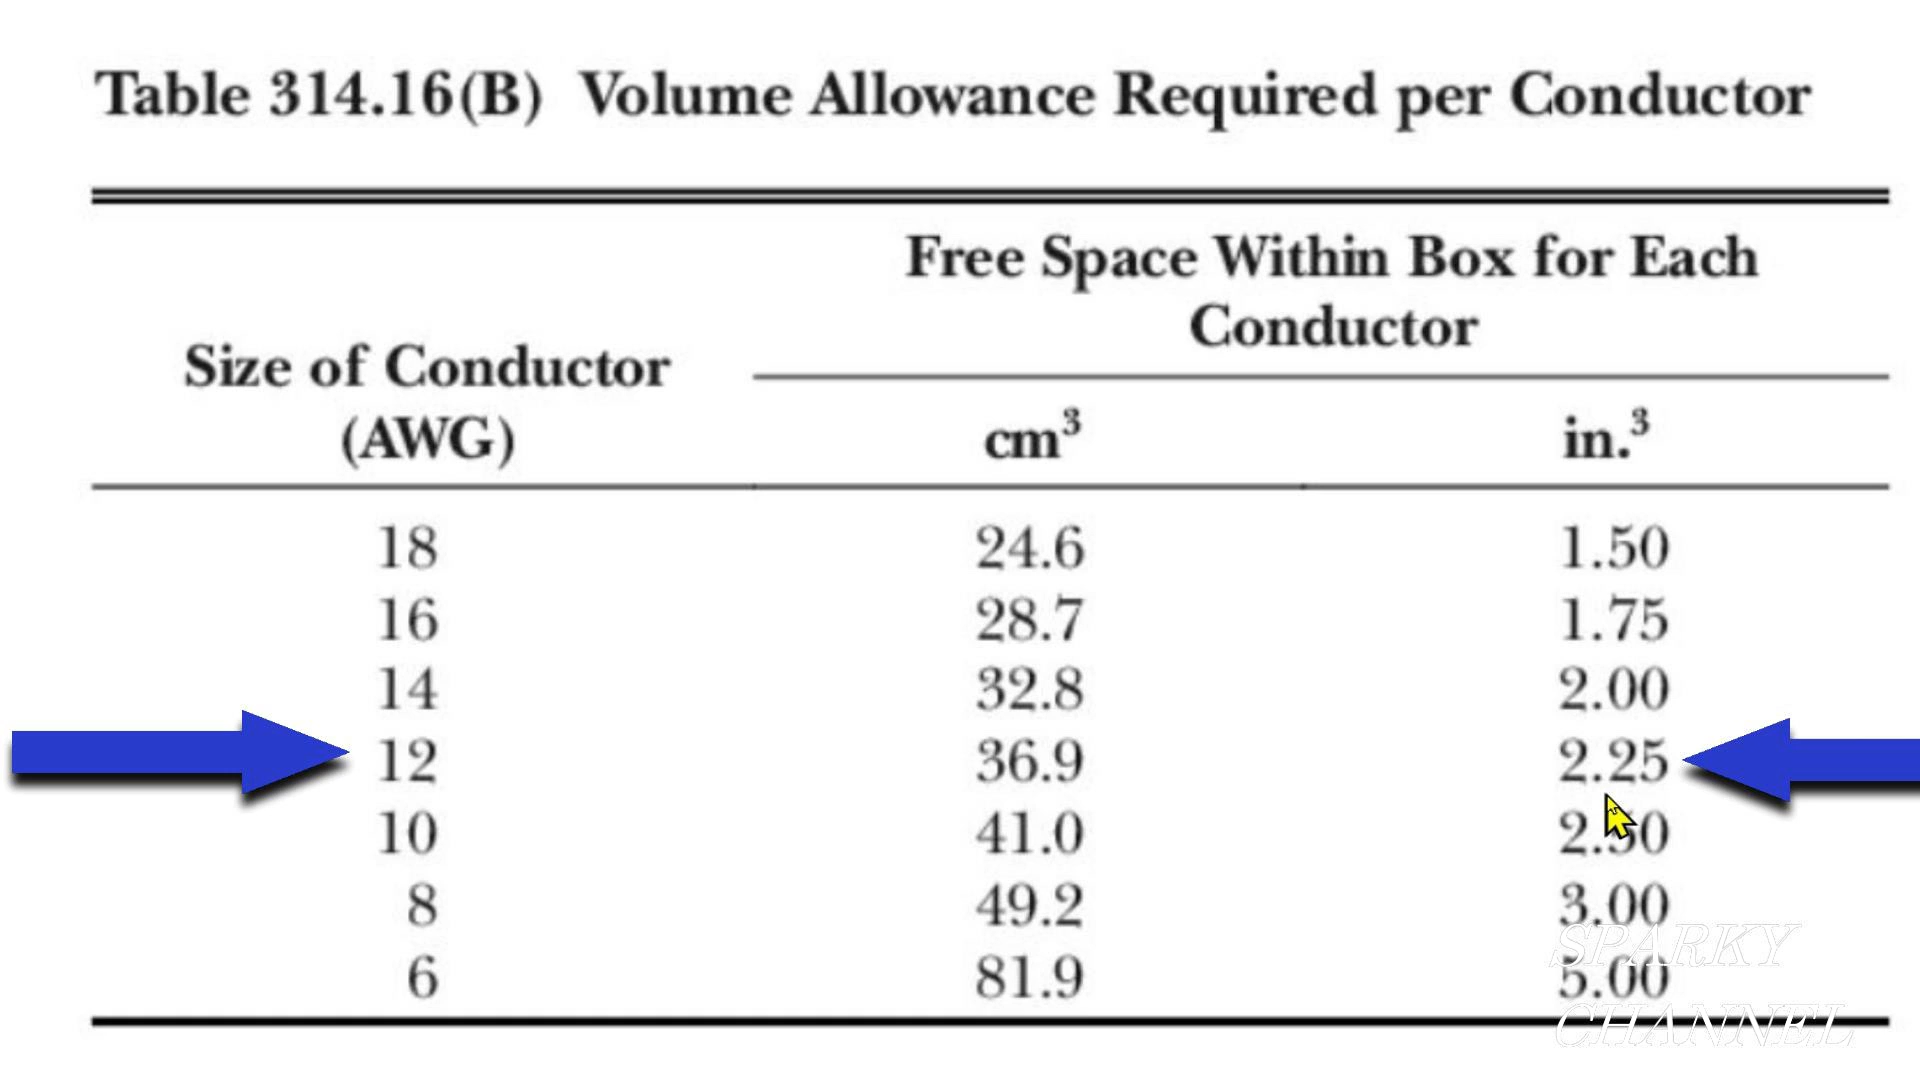 Table 314.16(B) Volume Allowance Required per Conductor
Free Space Within Box for Each
Conductor
Size of Conductor
(AWG)
cm³ in.³
18 24.6 1.50
16 28.7 1.75
14 32.8 2.00
12 36.9 2.25
10 41.0 2.50
8 49.2 3.00
6 81.9 5.00
SPARKY
CHANNEL